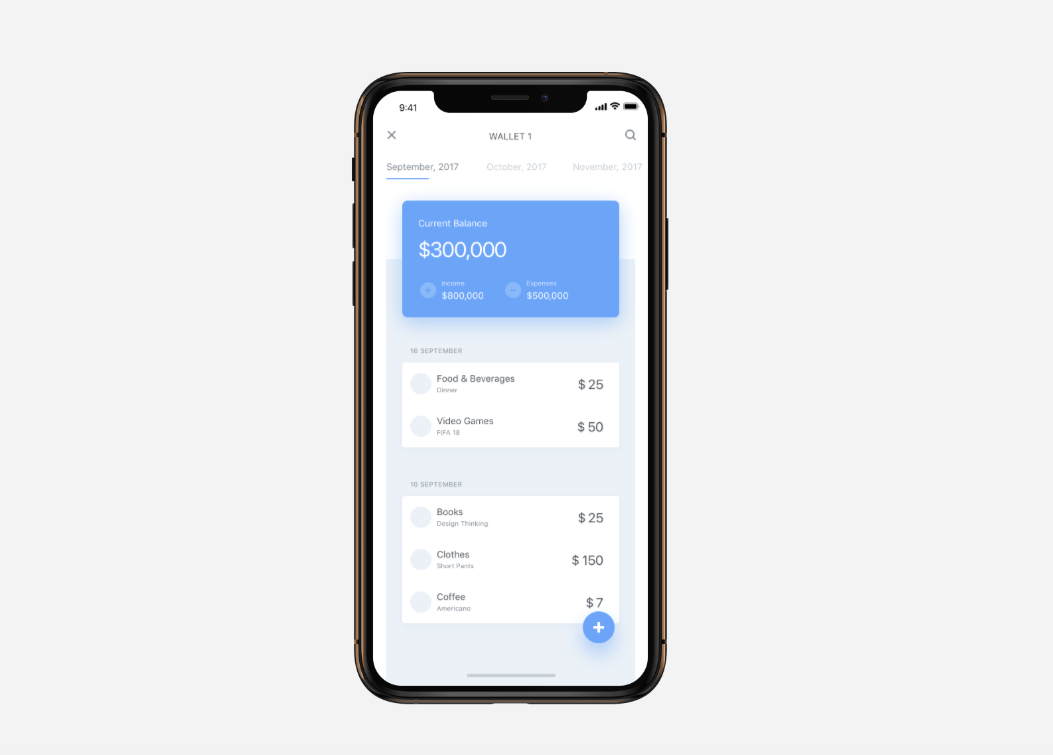 9:41
WALLET 1
September, 2017 October, 2017 November, 2017
Current Balance
$300,000
Income
$800,000
Expenses
$500,000
16 SEPTEMBER
Food & Beverages
Dinner
$ 25
Video Games
FIFA 18
$ 50
16 SEPTEMBER
Books
Design Thinking
$ 25
Clothes
Short Pants
$ 150
Coffee
Americano
$ 7